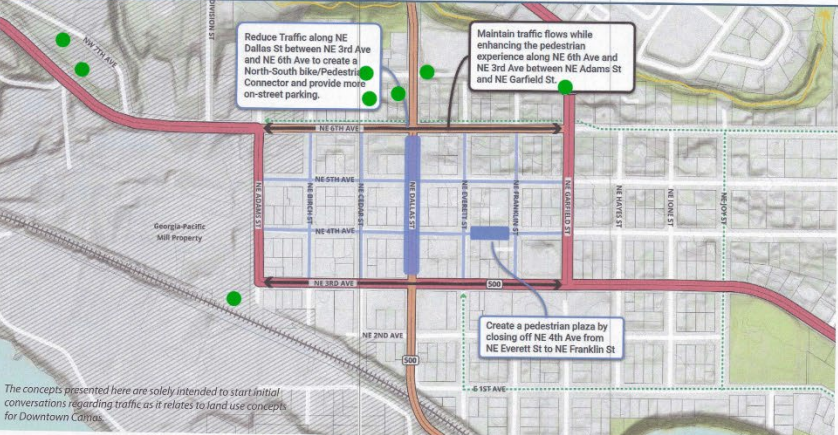 DIVISION ST
NW 7TH AVE
Reduce Traffic along NE
Dallas St between NE 3rd Ave
and NE 6th Ave to create a
North-South bike/Pedestria
Connector and provide more
on-street parking.
Maintain traffic flows while
enhancing the pedestrian
experience along NE 6th Ave and
NE 3rd Ave between NE Adams St
and NE Garfield St.
NE 6TH AVE
NE 5TH AVE
NE ADAMS ST
NE BIRCH ST
NE CEDAR ST
NE DALLAS ST
NE EVERETT ST
NE FRANKLIN ST
NE GARFIELD ST
NE HAYES ST
NE IONE ST
NE JOY ST
Georgia-Pacific
Mill Property
NE 4TH AVE
NE 3RD AVE
500
Create a pedestrian plaza by
closing off NE 4th Ave from
NE Everett St to NE Franklin St
NE 2ND AVE
500
E 1ST AVE
The concepts presented here are solely intended to start initial
conversations regarding traffic as it relates to land use concepts
for Downtown Camas.